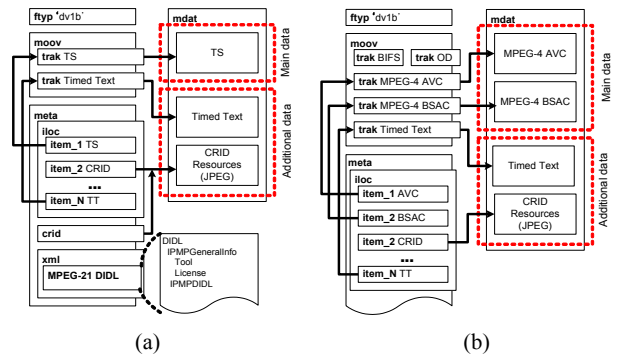 ftyp 'dv1b'
mdat
moov
trak TS
TS
Main data
trak Timed Text
meta
iloc
item_1 TS
item_2 CRID
...
item_N TT
Timed Text
CRID
Resources
(JPEG)
Additional data
crid
xml
MPEG-21 DIDL
DIDL
IPMPGeneralInfo
Tool
License
IPMPDIDL
(a)
ftyp 'dv1b'
mdat
moov
trak BIFS
trak OD
trak MPEG-4 AVC
MPEG-4 AVC
trak MPEG-4 BSAC
MPEG-4 BSAC
Main data
trak Timed Text
Timed Text
meta
iloc
item_1 AVC
item_2 BSAC
item_2 CRID
...
item_N TT
CRID
Resources
(JPEG)
Additional data
(b)